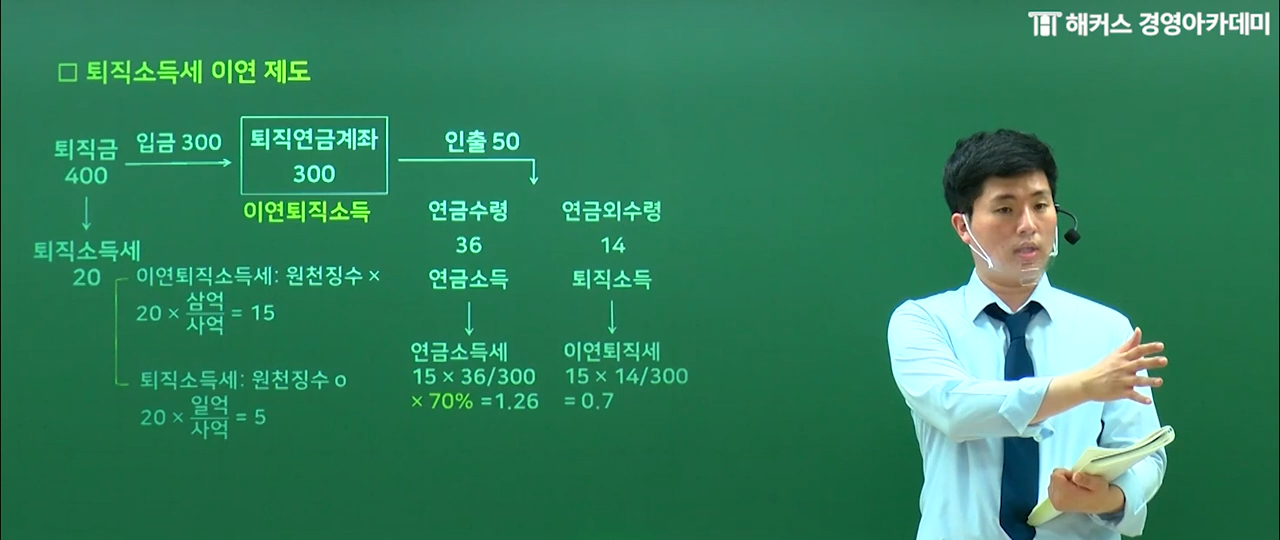 해커스 경영아카데미
□ 퇴직소득세 이연 제도
퇴직금
400
입금 300
퇴직연금계좌
300
이연퇴직소득
인출 50
퇴직소득세
20
이연퇴직소득세: 원천징수 ×
20 × 삼억/사억 = 15
퇴직소득세: 원천징수 o
20 × 일억/사억 = 5
연금수령
36
연금소득
연금소득세
15 × 36/300
× 70% =1.26
연금외수령
14
퇴직소득
이연퇴직세
15 × 14/300
= 0.7